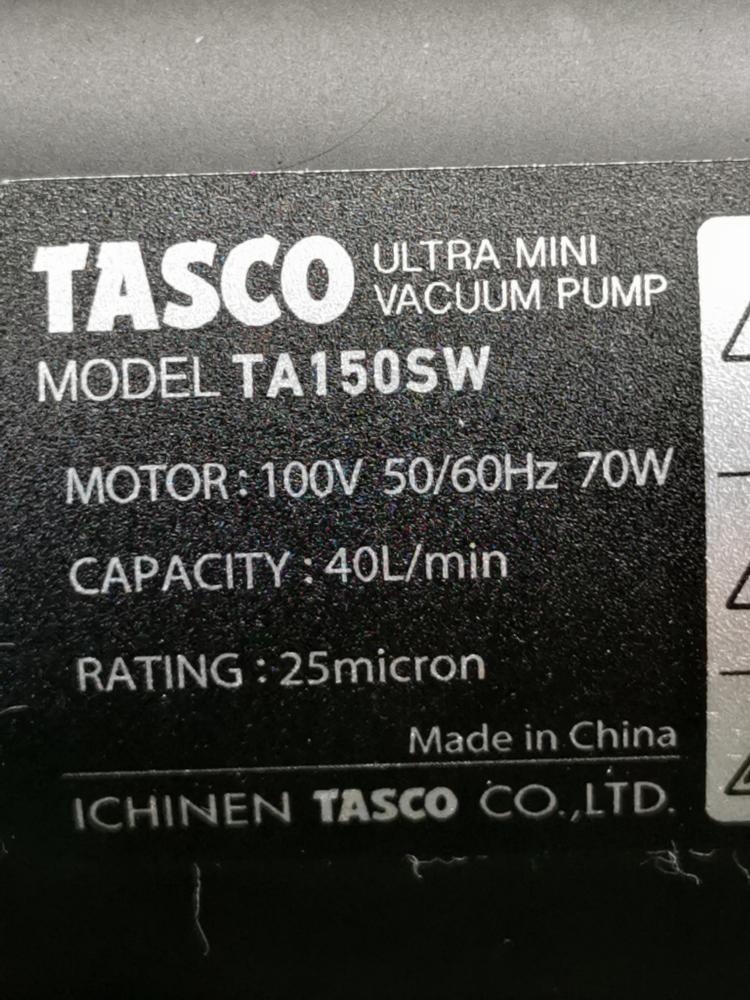 TASCO ULTRA MINI
VACUUM PUMP
MODEL TA150SW
MOTOR : 100V 50/60Hz 70W
CAPACITY : 40L/min
RATING : 25micron
Made in China
ICHINEN TASCO CO.,LTD.